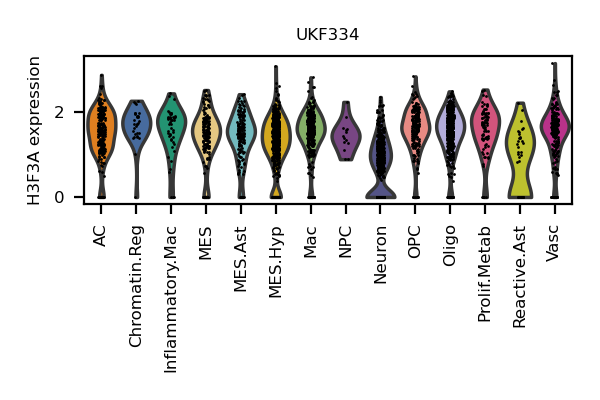 UKF334
H3F3A expression
2
0
AC
Chromatin.Reg
Inflammatory.Mac
MES
MES.Ast
MES.Hyp
Mac
NPC
Neuron
OPC
Oligo
Prolif.Metab
Reactive.Ast
Vasc